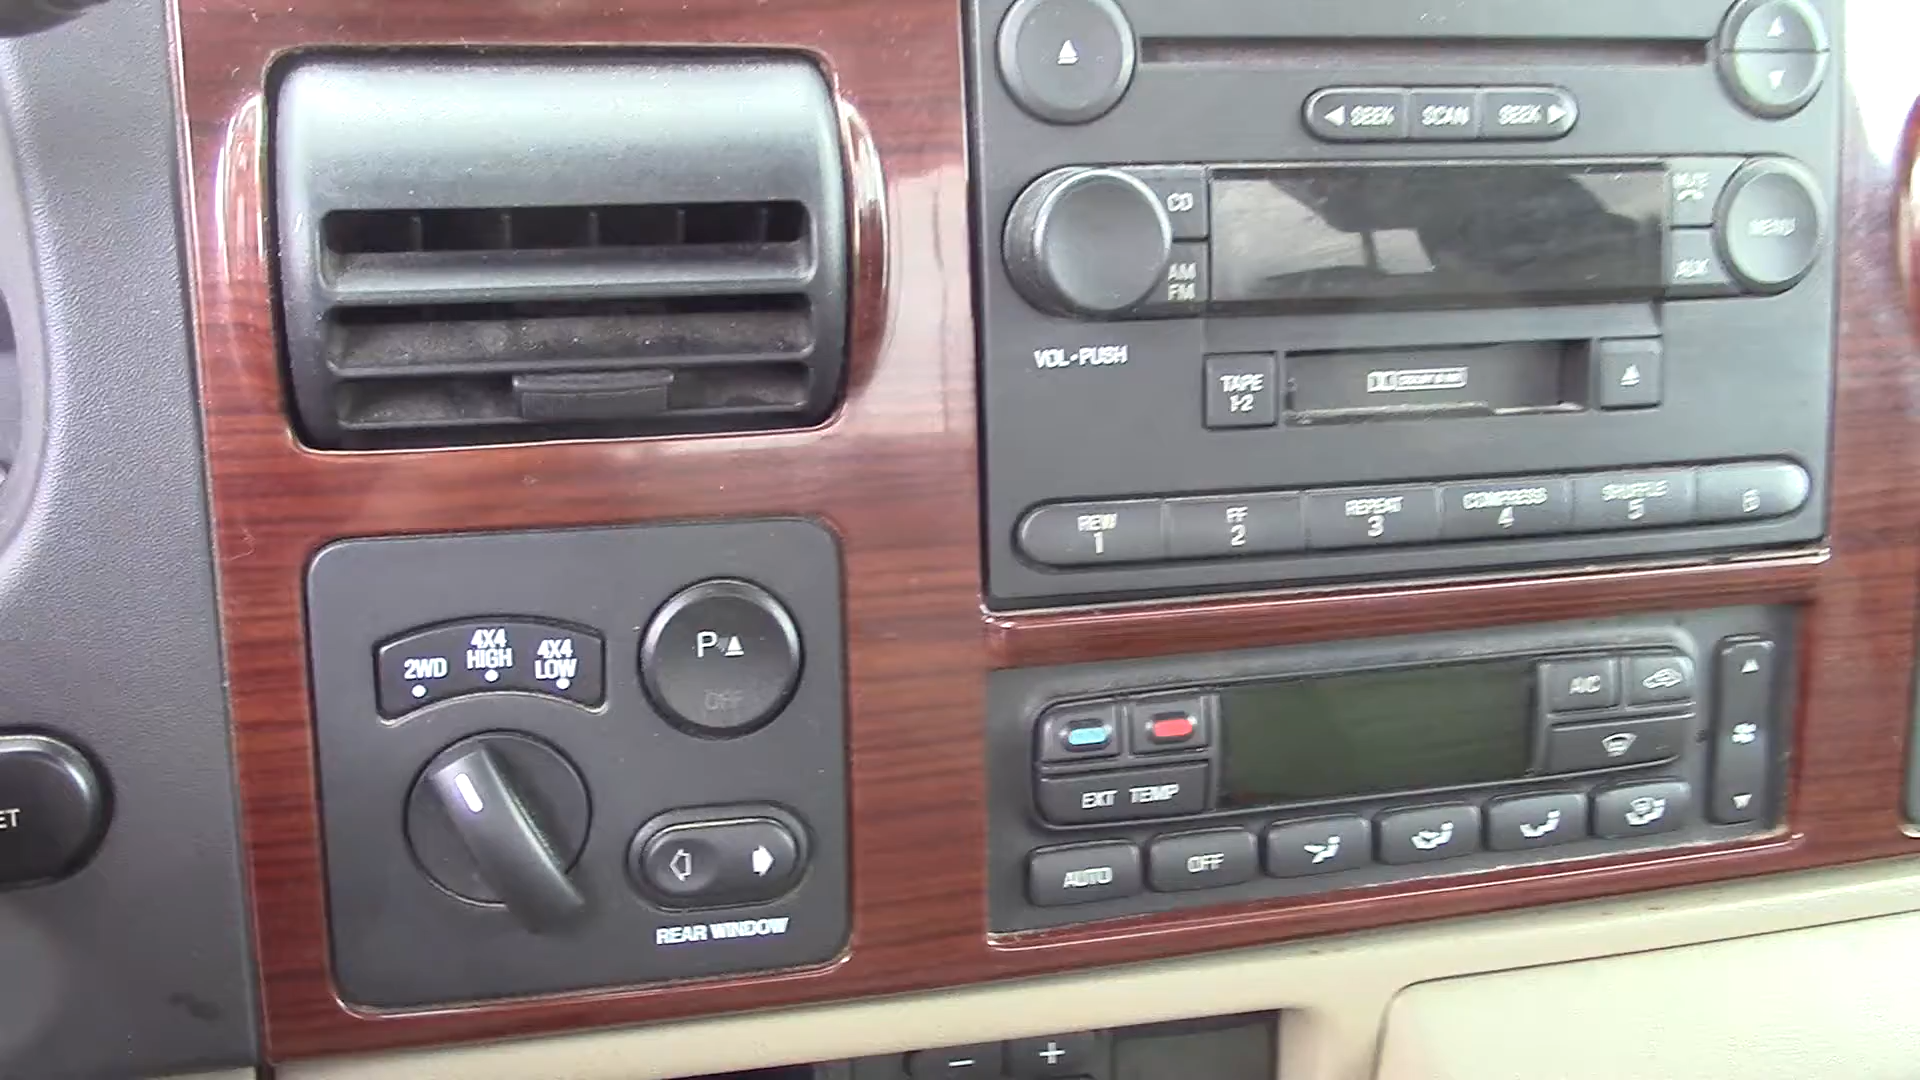 SEEK SCAN SEEK
CD
AM
FM
MENU
AUX
VOL•PUSH
TAPE
1-2
REW
1
FF
2
REPEAT
3
COMPRESS
4
SHUFFLE
5
6
2WD
4X4
HIGH
4X4
LOW
P
OFF
REAR WINDOW
A/C
EXT TEMP
AUTO
OFF
ET
- +